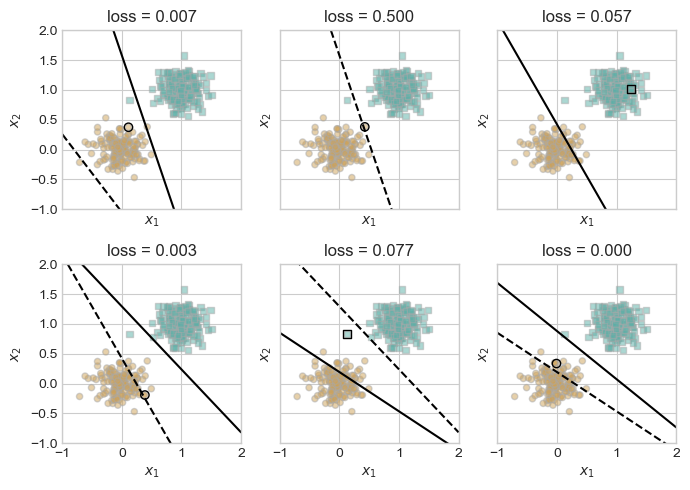 loss = 0.007 loss = 0.500 loss = 0.057
2.0
1.5
1.0
0.5
0.0
−0.5
−1.0
x₂ x₂ x₂
x₁ x₁ x₁
loss = 0.003 loss = 0.077 loss = 0.000
2.0
1.5
1.0
0.5
0.0
−0.5
−1.0
x₂ x₂ x₂
−1 0 1 2 −1 0 1 2 −1 0 1 2
x₁ x₁ x₁